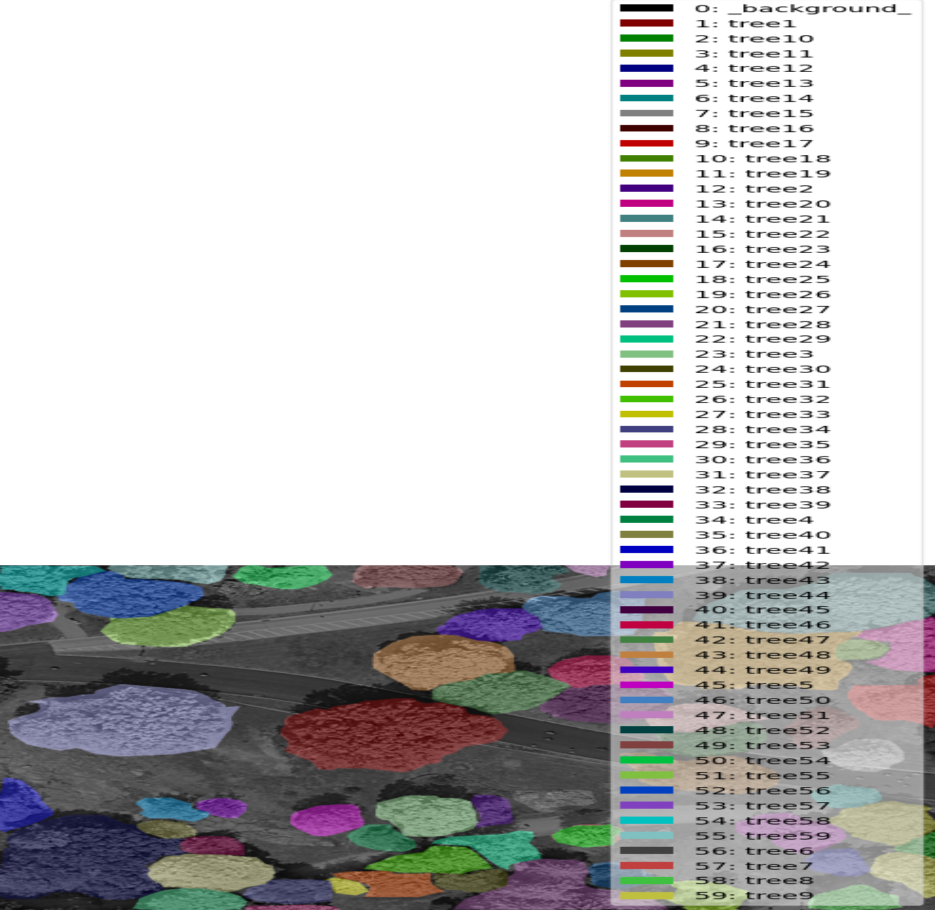 0: _background_
1: tree1
2: tree10
3: tree11
4: tree12
5: tree13
6: tree14
7: tree15
8: tree16
9: tree17
10: tree18
11: tree19
12: tree2
13: tree20
14: tree21
15: tree22
16: tree23
17: tree24
18: tree25
19: tree26
20: tree27
21: tree28
22: tree29
23: tree3
24: tree30
25: tree31
26: tree32
27: tree33
28: tree34
29: tree35
30: tree36
31: tree37
32: tree38
33: tree39
34: tree4
35: tree40
36: tree41
37: tree42
38: tree43
39: tree44
40: tree45
41: tree46
42: tree47
43: tree48
44: tree49
45: tree5
46: tree50
47: tree51
48: tree52
49: tree53
50: tree54
51: tree55
52: tree56
53: tree57
54: tree58
55: tree59
56: tree6
57: tree7
58: tree8
59: tree9